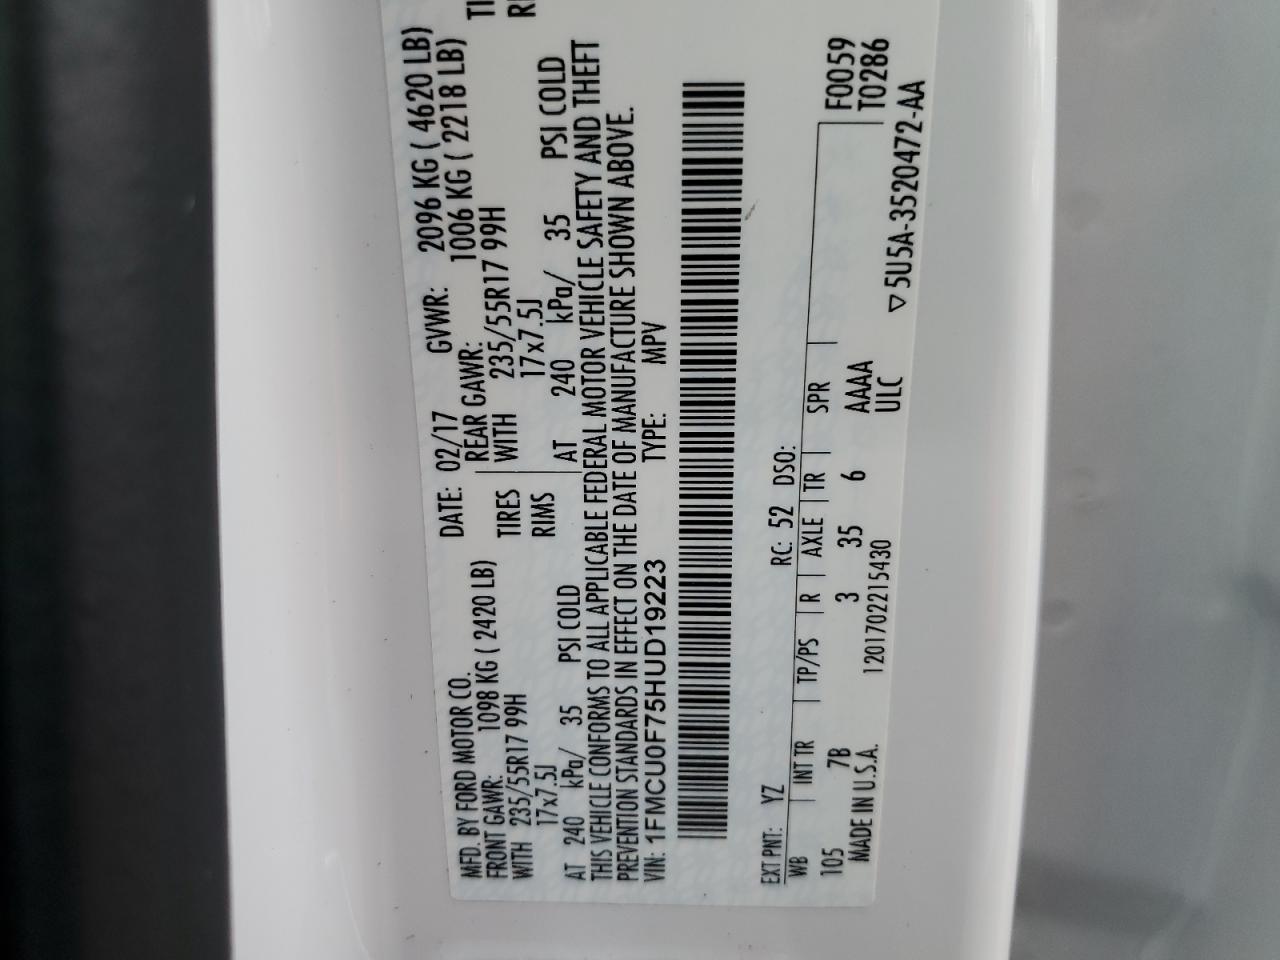 MFD. BY FORD MOTOR CO. DATE: 02/17 GVWR: 2096 KG ( 4620 LB)
FRONT GAWR: 1098 KG ( 2420 LB) REAR GAWR: 1006 KG ( 2218 LB)
WITH 235/55R17 99H TIRES WITH 235/55R17 99H TI
17x7.5J RIMS 17x7.5J RI
AT 240 kPa/ 35 PSI COLD AT 240 kPa/ 35 PSI COLD
THIS VEHICLE CONFORMS TO ALL APPLICABLE FEDERAL MOTOR VEHICLE SAFETY AND THEFT
PREVENTION STANDARDS IN EFFECT ON THE DATE OF MANUFACTURE SHOWN ABOVE.
VIN: 1FMCU0F75HUD19223 TYPE: MPV
EXT PNT: YZ RC: 52 DSO:
WB INT TR TP/PS R AXLE TR SPR F0059
105 7B 3 35 6 AAAA T0286
MADE IN U.S.A. 1201702215430 ULC
▽ 5U5A-3520472-AA